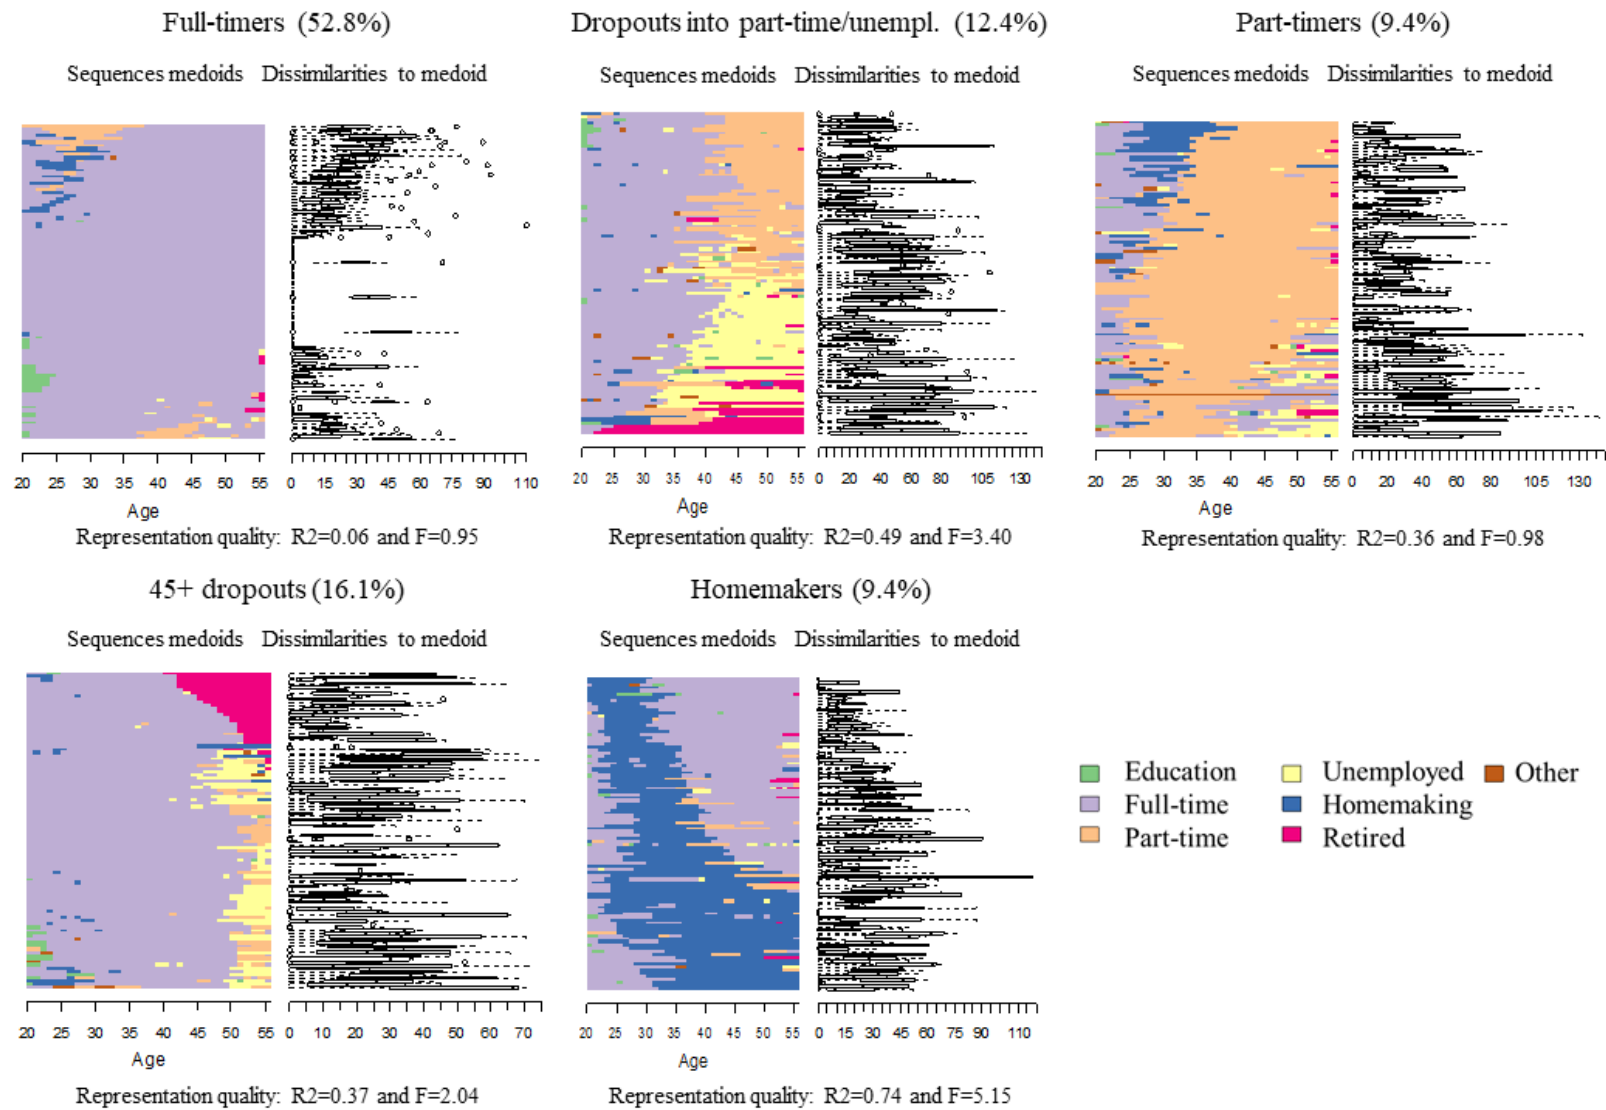 Full-timers (52.8%)
Sequences medoids Dissimilarities to medoid
20 25 30 35 40 45 50 55
0 15 30 45 60 75 90 110
Age
Representation quality: R2=0.06 and F=0.95
Dropouts into part-time/unempl. (12.4%)
Sequences medoids Dissimilarities to medoid
20 25 30 35 40 45 50 55
0 20 40 60 80 105 130
Age
Representation quality: R2=0.49 and F=3.40
Part-timers (9.4%)
Sequences medoids Dissimilarities to medoid
20 25 30 35 40 45 50 55
0 20 40 60 80 105 130
Age
Representation quality: R2=0.36 and F=0.98
45+ dropouts (16.1%)
Sequences medoids Dissimilarities to medoid
20 25 30 35 40 45 50 55
0 10 20 30 40 50 60 70
Age
Representation quality: R2=0.37 and F=2.04
Homemakers (9.4%)
Sequences medoids Dissimilarities to medoid
20 25 30 35 40 45 50 55
0 15 30 45 60 75 90 110
Age
Representation quality: R2=0.74 and F=5.15
Education Unemployed Other
Full-time Homemaking
Part-time Retired